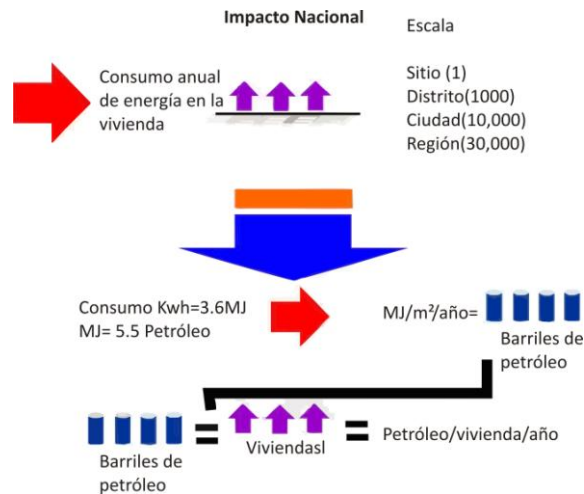 Impacto Nacional
Escala
Consumo anual
de energía en la
vivienda
Sitio (1)
Distrito(1000)
Ciudad(10,000)
Región(30,000)
Consumo Kwh=3.6MJ
MJ= 5.5 Petróleo
MJ/m²/año=
Barriles de
petróleo
Barriles de
petróleo
=
Viviendasl
=
Petróleo/vivienda/año